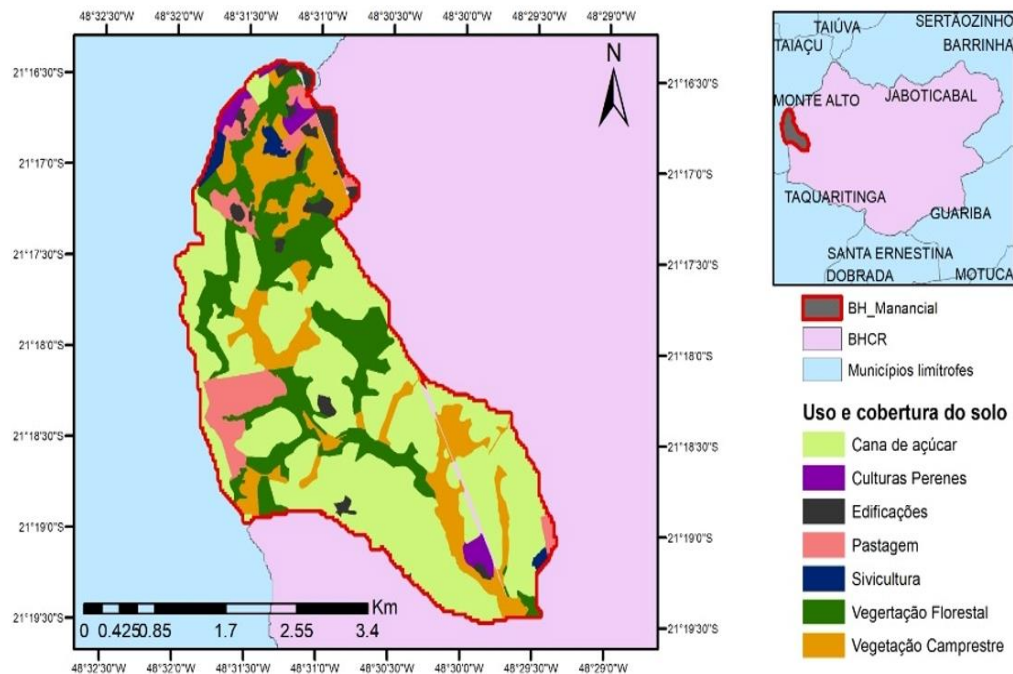 48°32'30"W 48°32'0"W 48°31'30"W 48°31'0"W 48°30'30"W 48°30'0"W 48°29'30"W 48°29'0"W
N
21°16'30"S 21°16'30"S
21°17'0"S 21°17'0"S
21°17'30"S 21°17'30"S
21°18'0"S 21°18'0"S
21°18'30"S 21°18'30"S
21°19'0"S 21°19'0"S
21°19'30"S 21°19'30"S
Km
0 0.425 0.85 1.7 2.55 3.4
48°32'30"W 48°32'0"W 48°31'30"W 48°31'0"W 48°30'30"W 48°30'0"W 48°29'30"W 48°29'0"W
TAIÚVA SERTÃOZINHO
TAIAÇU BARRINHA
MONTE ALTO JABOTICABAL
TAQUARITINGA
GUARIBA
SANTA ERNESTINA
DOBRADA MOTUCA
BH_Manancial
BHCR
Municípios limítrofes
Uso e cobertura do solo
Cana de açúcar
Culturas Perenes
Edificações
Pastagem
Sivicultura
Vegertação Florestal
Vegetação Camprestre